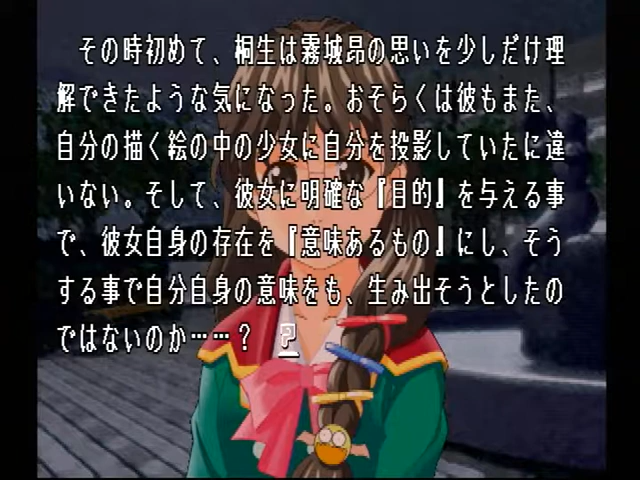 その時初めて、桐生は霧城昂の思いを少しだけ理
解できたような気になった。おそらくは彼もまた、
自分の描く絵の中の少女に自分を投影していたに違
いない。そして、彼女に明確な『目的』を与える事
で、彼女自身の存在を『意味あるもの』にし、そう
する事で自分自身の意味をも、生み出そうとしたの
ではないのか……？